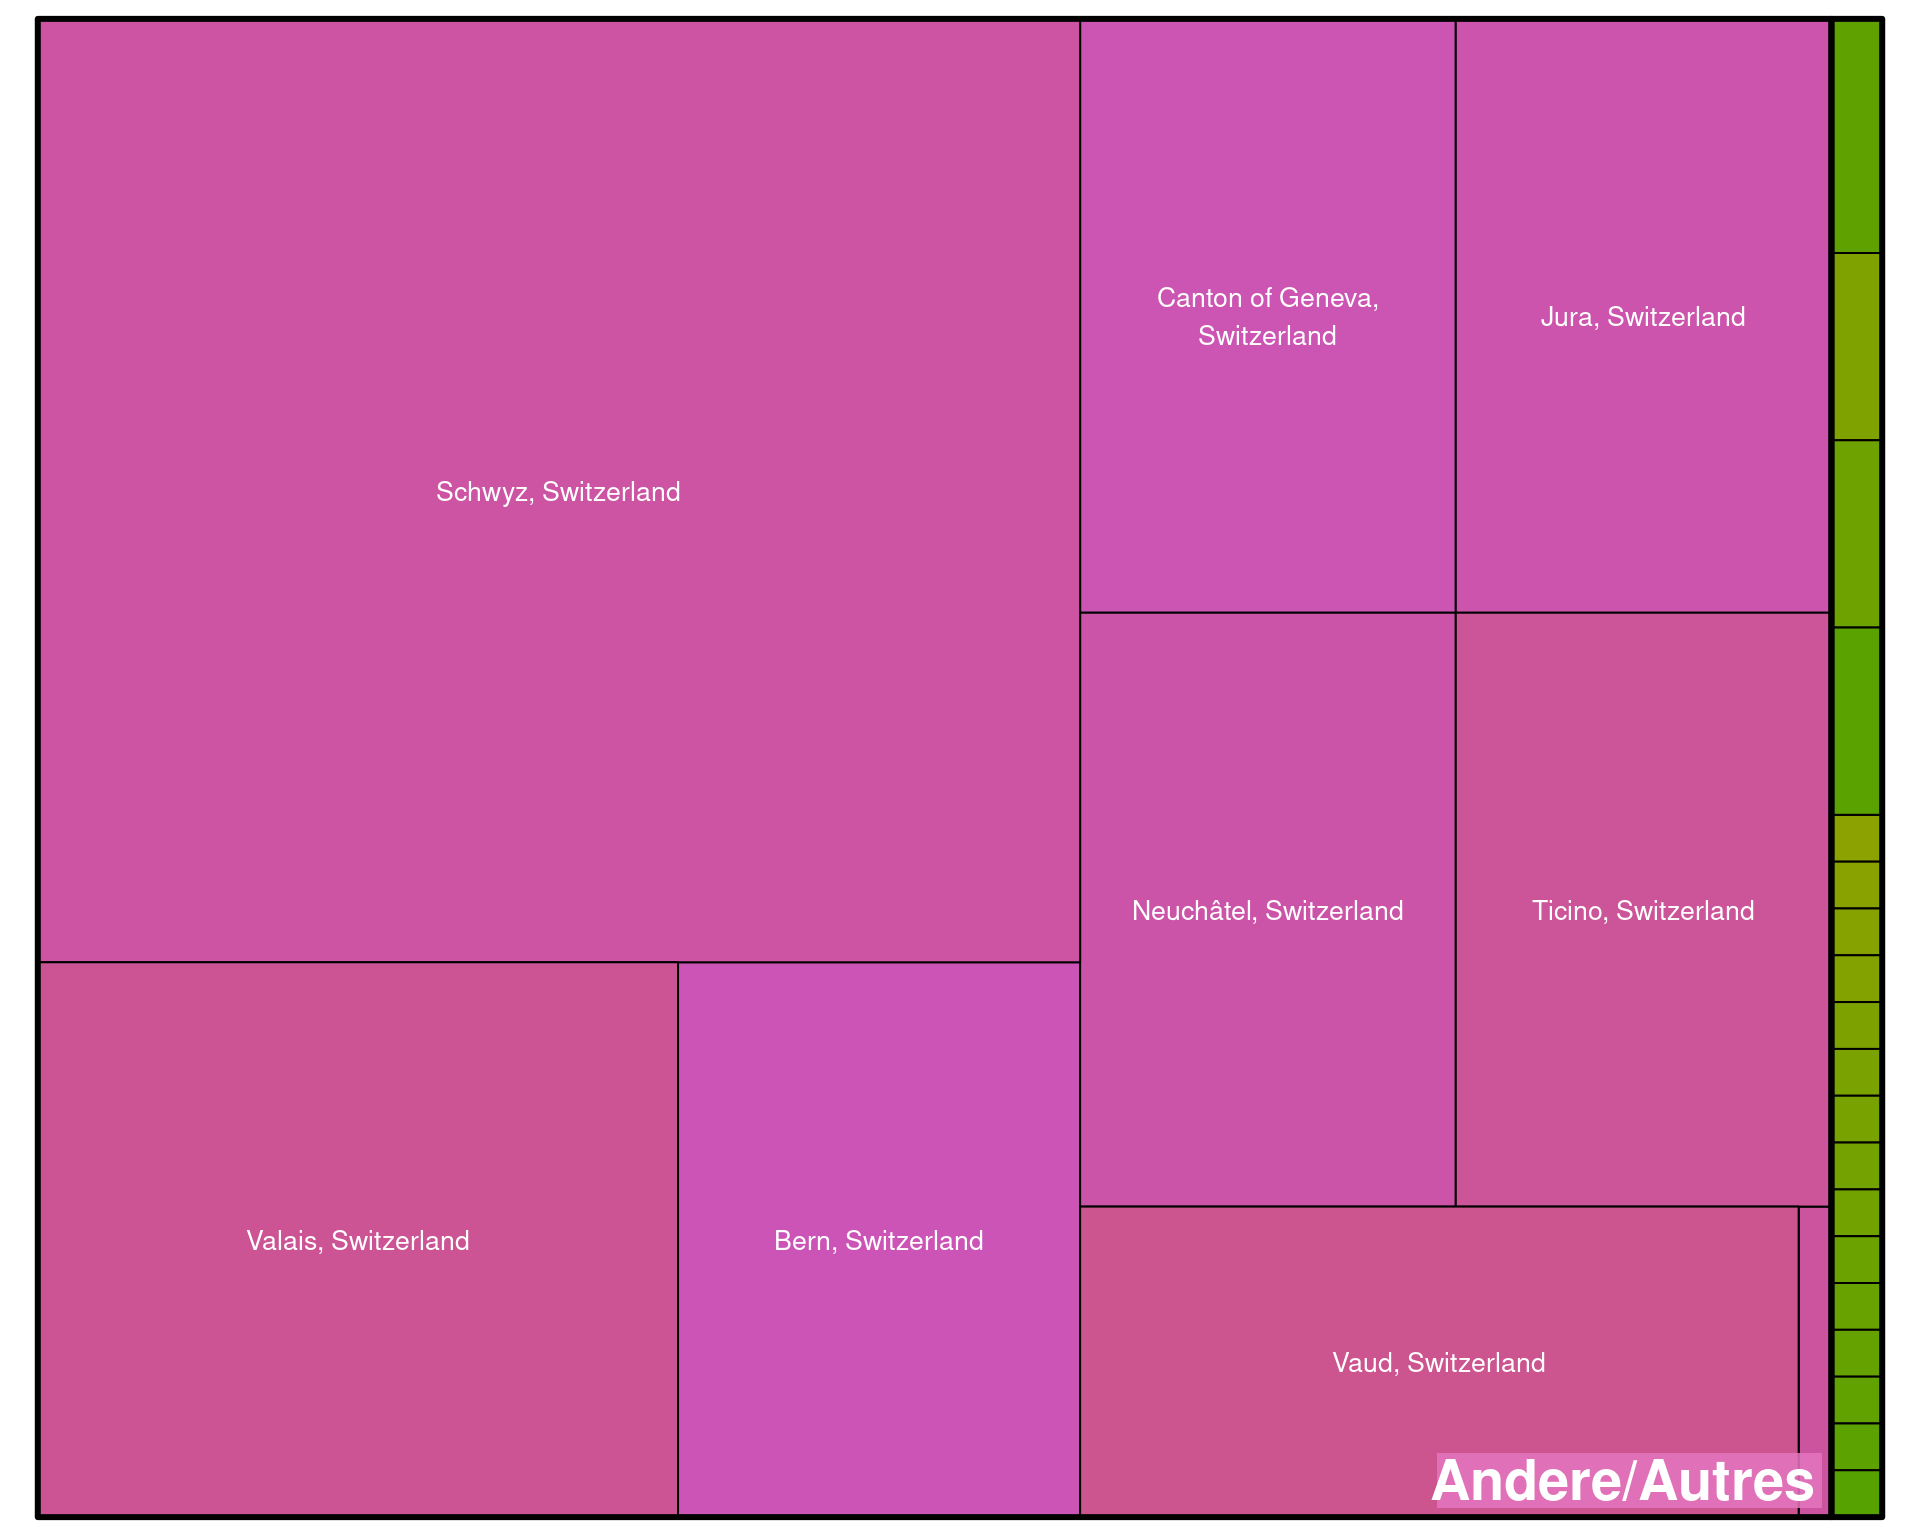 Canton of Geneva,
Switzerland
Jura, Switzerland
Schwyz, Switzerland
Neuchâtel, Switzerland
Ticino, Switzerland
Valais, Switzerland
Bern, Switzerland
Vaud, Switzerland
Andere/Autres